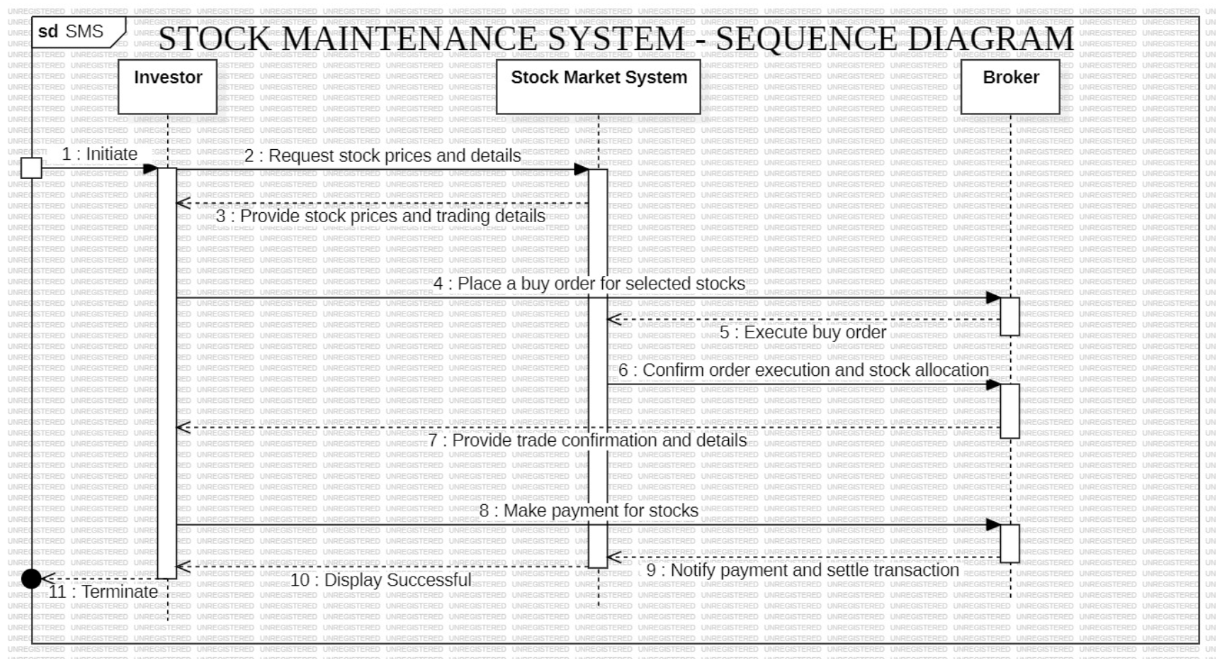 sd SMS
STOCK MAINTENANCE SYSTEM - SEQUENCE DIAGRAM
Investor
Stock Market System
Broker
1 : Initiate
2 : Request stock prices and details
3 : Provide stock prices and trading details
4 : Place a buy order for selected stocks
5 : Execute buy order
6 : Confirm order execution and stock allocation
7 : Provide trade confirmation and details
8 : Make payment for stocks
9 : Notify payment and settle transaction
10 : Display Successful
11 : Terminate
UNREGISTERED